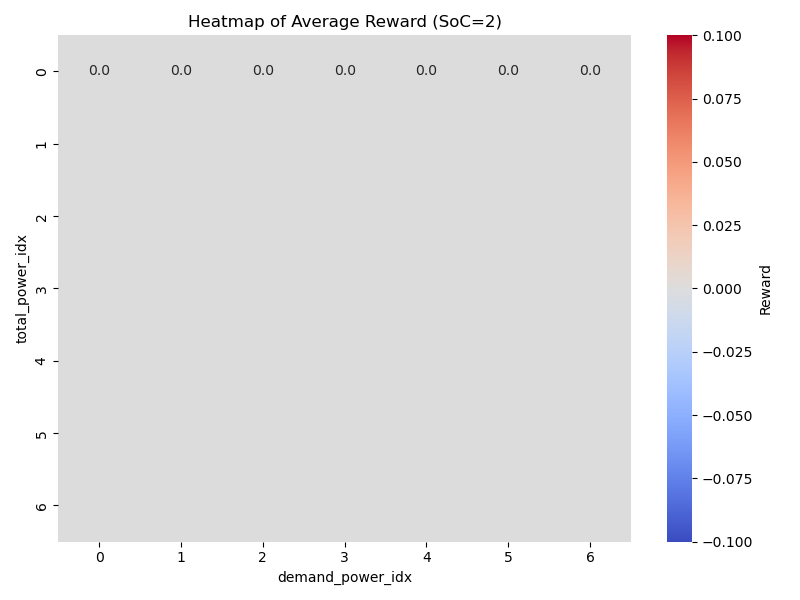 Heatmap of Average Reward (SoC=2)
0.0 0.0 0.0 0.0 0.0 0.0 0.0
0
1
2
3
4
5
6
total_power_idx
0 1 2 3 4 5 6
demand_power_idx
0.100
0.075
0.050
0.025
0.000
−0.025
−0.050
−0.075
−0.100
Reward